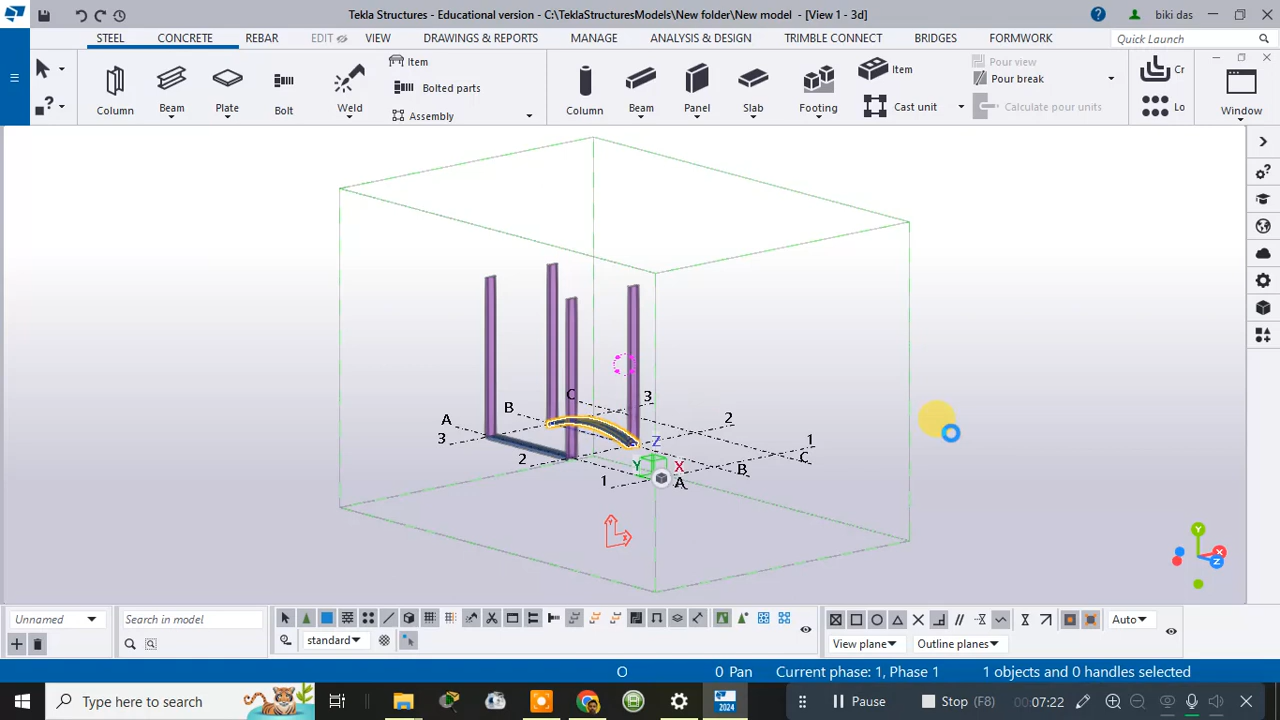 Tekla Structures - Educational version - C:\TeklaStructuresModels\New folder\New model - [View 1 - 3d]
biki das
STEEL CONCRETE REBAR EDIT VIEW DRAWINGS & REPORTS MANAGE ANALYSIS & DESIGN TRIMBLE CONNECT BRIDGES FORMWORK Quick Launch
Column Beam Plate Bolt Weld
Item
Bolted parts
Assembly
Column Beam Panel Slab Footing
Item
Cast unit
Pour view
Pour break
Calculate pour units
Cr
Lo
Window
C
3
B
A
3
2
1
2
C
1
B
A
Z
Y
X
Y
X
Y
X
Z
Unnamed
Search in model
standard
Auto
View plane
Outline planes
O
0 Pan
Current phase: 1, Phase 1
1 objects and 0 handles selected
Type here to search
2024
Pause
Stop (F8)
00:07:22